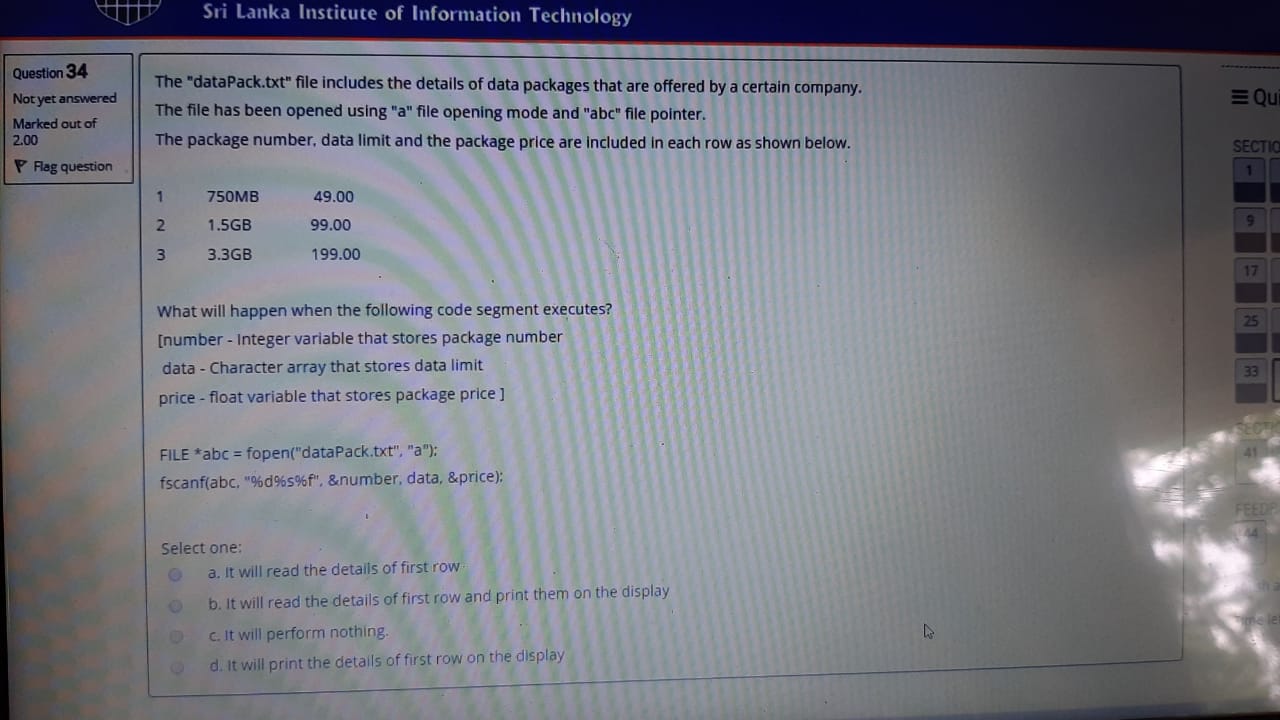 Sri Lanka Institute of Information Technology
Question 34
Not yet answered
Marked out of
2.00
Flag question
The "dataPack.txt" file includes the details of data packages that are offered by a certain company.
The file has been opened using "a" file opening mode and "abc" file pointer.
The package number, data limit and the package price are included in each row as shown below.
1 750MB 49.00
2 1.5GB 99.00
3 3.3GB 199.00
What will happen when the following code segment executes?
[number - Integer variable that stores package number
data - Character array that stores data limit
price - float variable that stores package price ]
FILE *abc = fopen("dataPack.txt", "a");
fscanf(abc, "%d%s%f", &number, data, &price);
Select one:
a. It will read the details of first row
b. It will read the details of first row and print them on the display
c. It will perform nothing.
d. It will print the details of first row on the display
Qu
SECTIO
1
9
17
25
33
SECTI
41
FEED
44